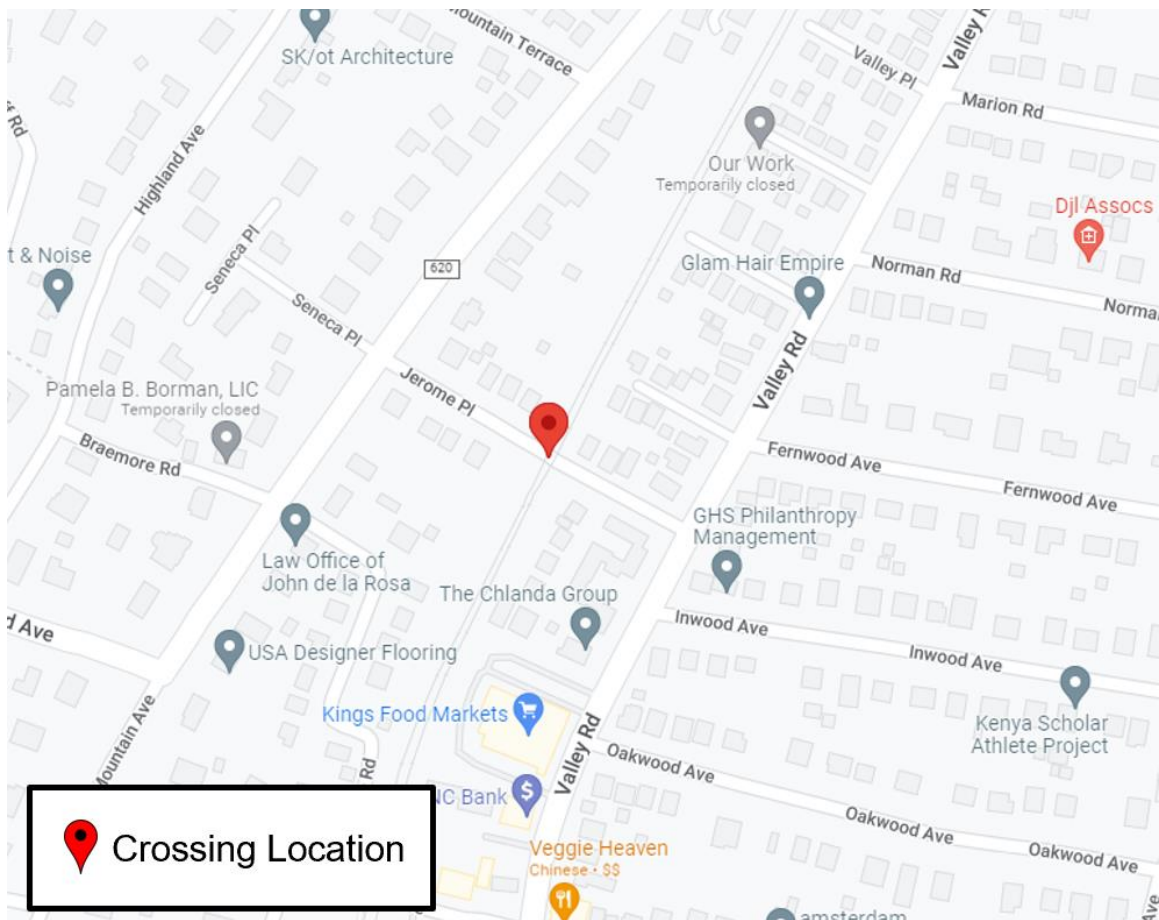 SK/ot Architecture
Mountain Terrace
Valley Rd
Valley Pl
Marion Rd
Highland Ave
Our Work
Temporarily closed
Djl Assocs
Seneca Pl
t & Noise
620
Glam Hair Empire
Norman Rd
Norma
Seneca Pl
Jerome Pl
Valley Rd
Pamela B. Borman, LIC
Temporarily closed
Braemore Rd
Fernwood Ave
Fernwood Ave
GHS Philanthropy
Management
Law Office of
John de la Rosa
The Chlanda Group
Inwood Ave
Inwood Ave
d Ave
USA Designer Flooring
Kings Food Markets
Kenya Scholar
Athlete Project
Mountain Ave
Rd
Valley Rd
Oakwood Ave
NC Bank
Oakwood Ave
Oakwood Ave
Crossing Location
Veggie Heaven
Chinese • $$
amsterdam
Ave